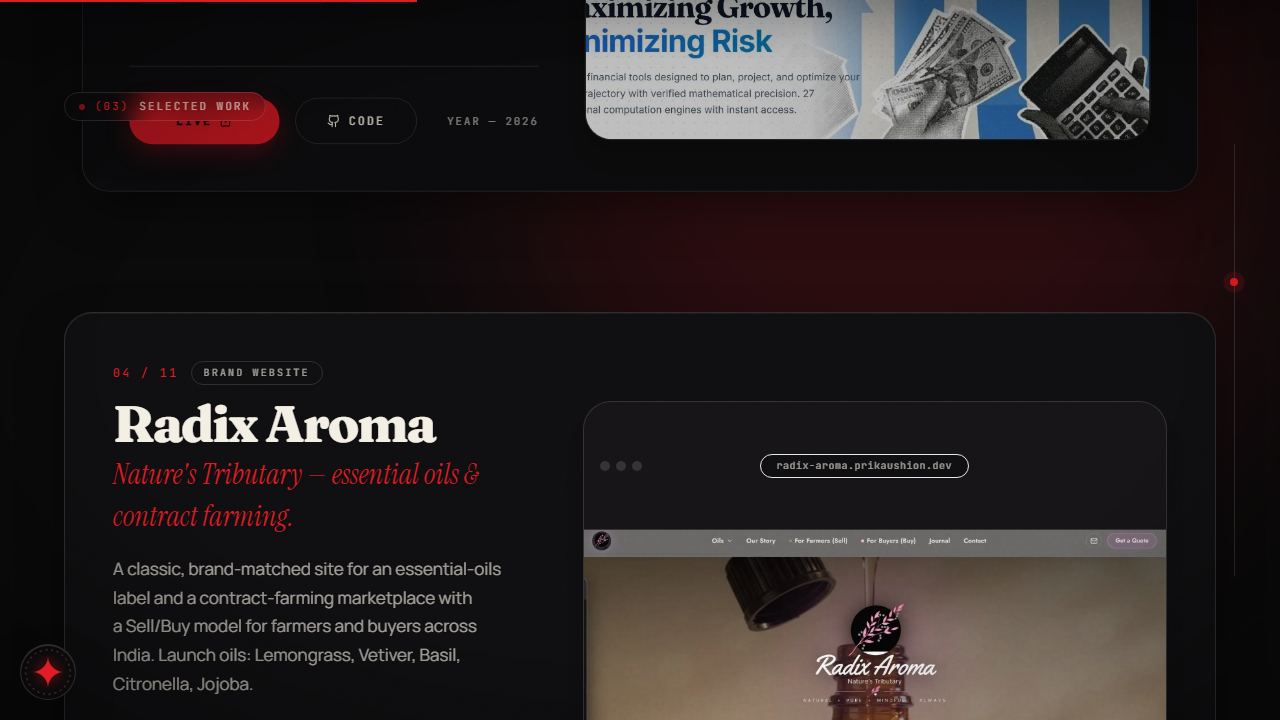 ximizing Growth,
nimizing Risk
financial tools designed to plan, project, and optimize your
rajectory with verified mathematical precision. 27
nal computation engines with instant access.
(03) SELECTED WORK
LIVE
CODE
YEAR — 2026
04 / 11
BRAND WEBSITE
Radix Aroma
Nature's Tributary — essential oils &
contract farming.
A classic, brand-matched site for an essential-oils
label and a contract-farming marketplace with
a Sell/Buy model for farmers and buyers across
India. Launch oils: Lemongrass, Vetiver, Basil,
Citronella, Jojoba.
radix-aroma.prikaushion.dev
Oils
Our Story
For Farmers (Sell)
For Buyers (Buy)
Journal
Contact
Get a Quote
Radix Aroma
Nature's Tributary
NATURAL • PURE • MINDFUL • ALWAYS